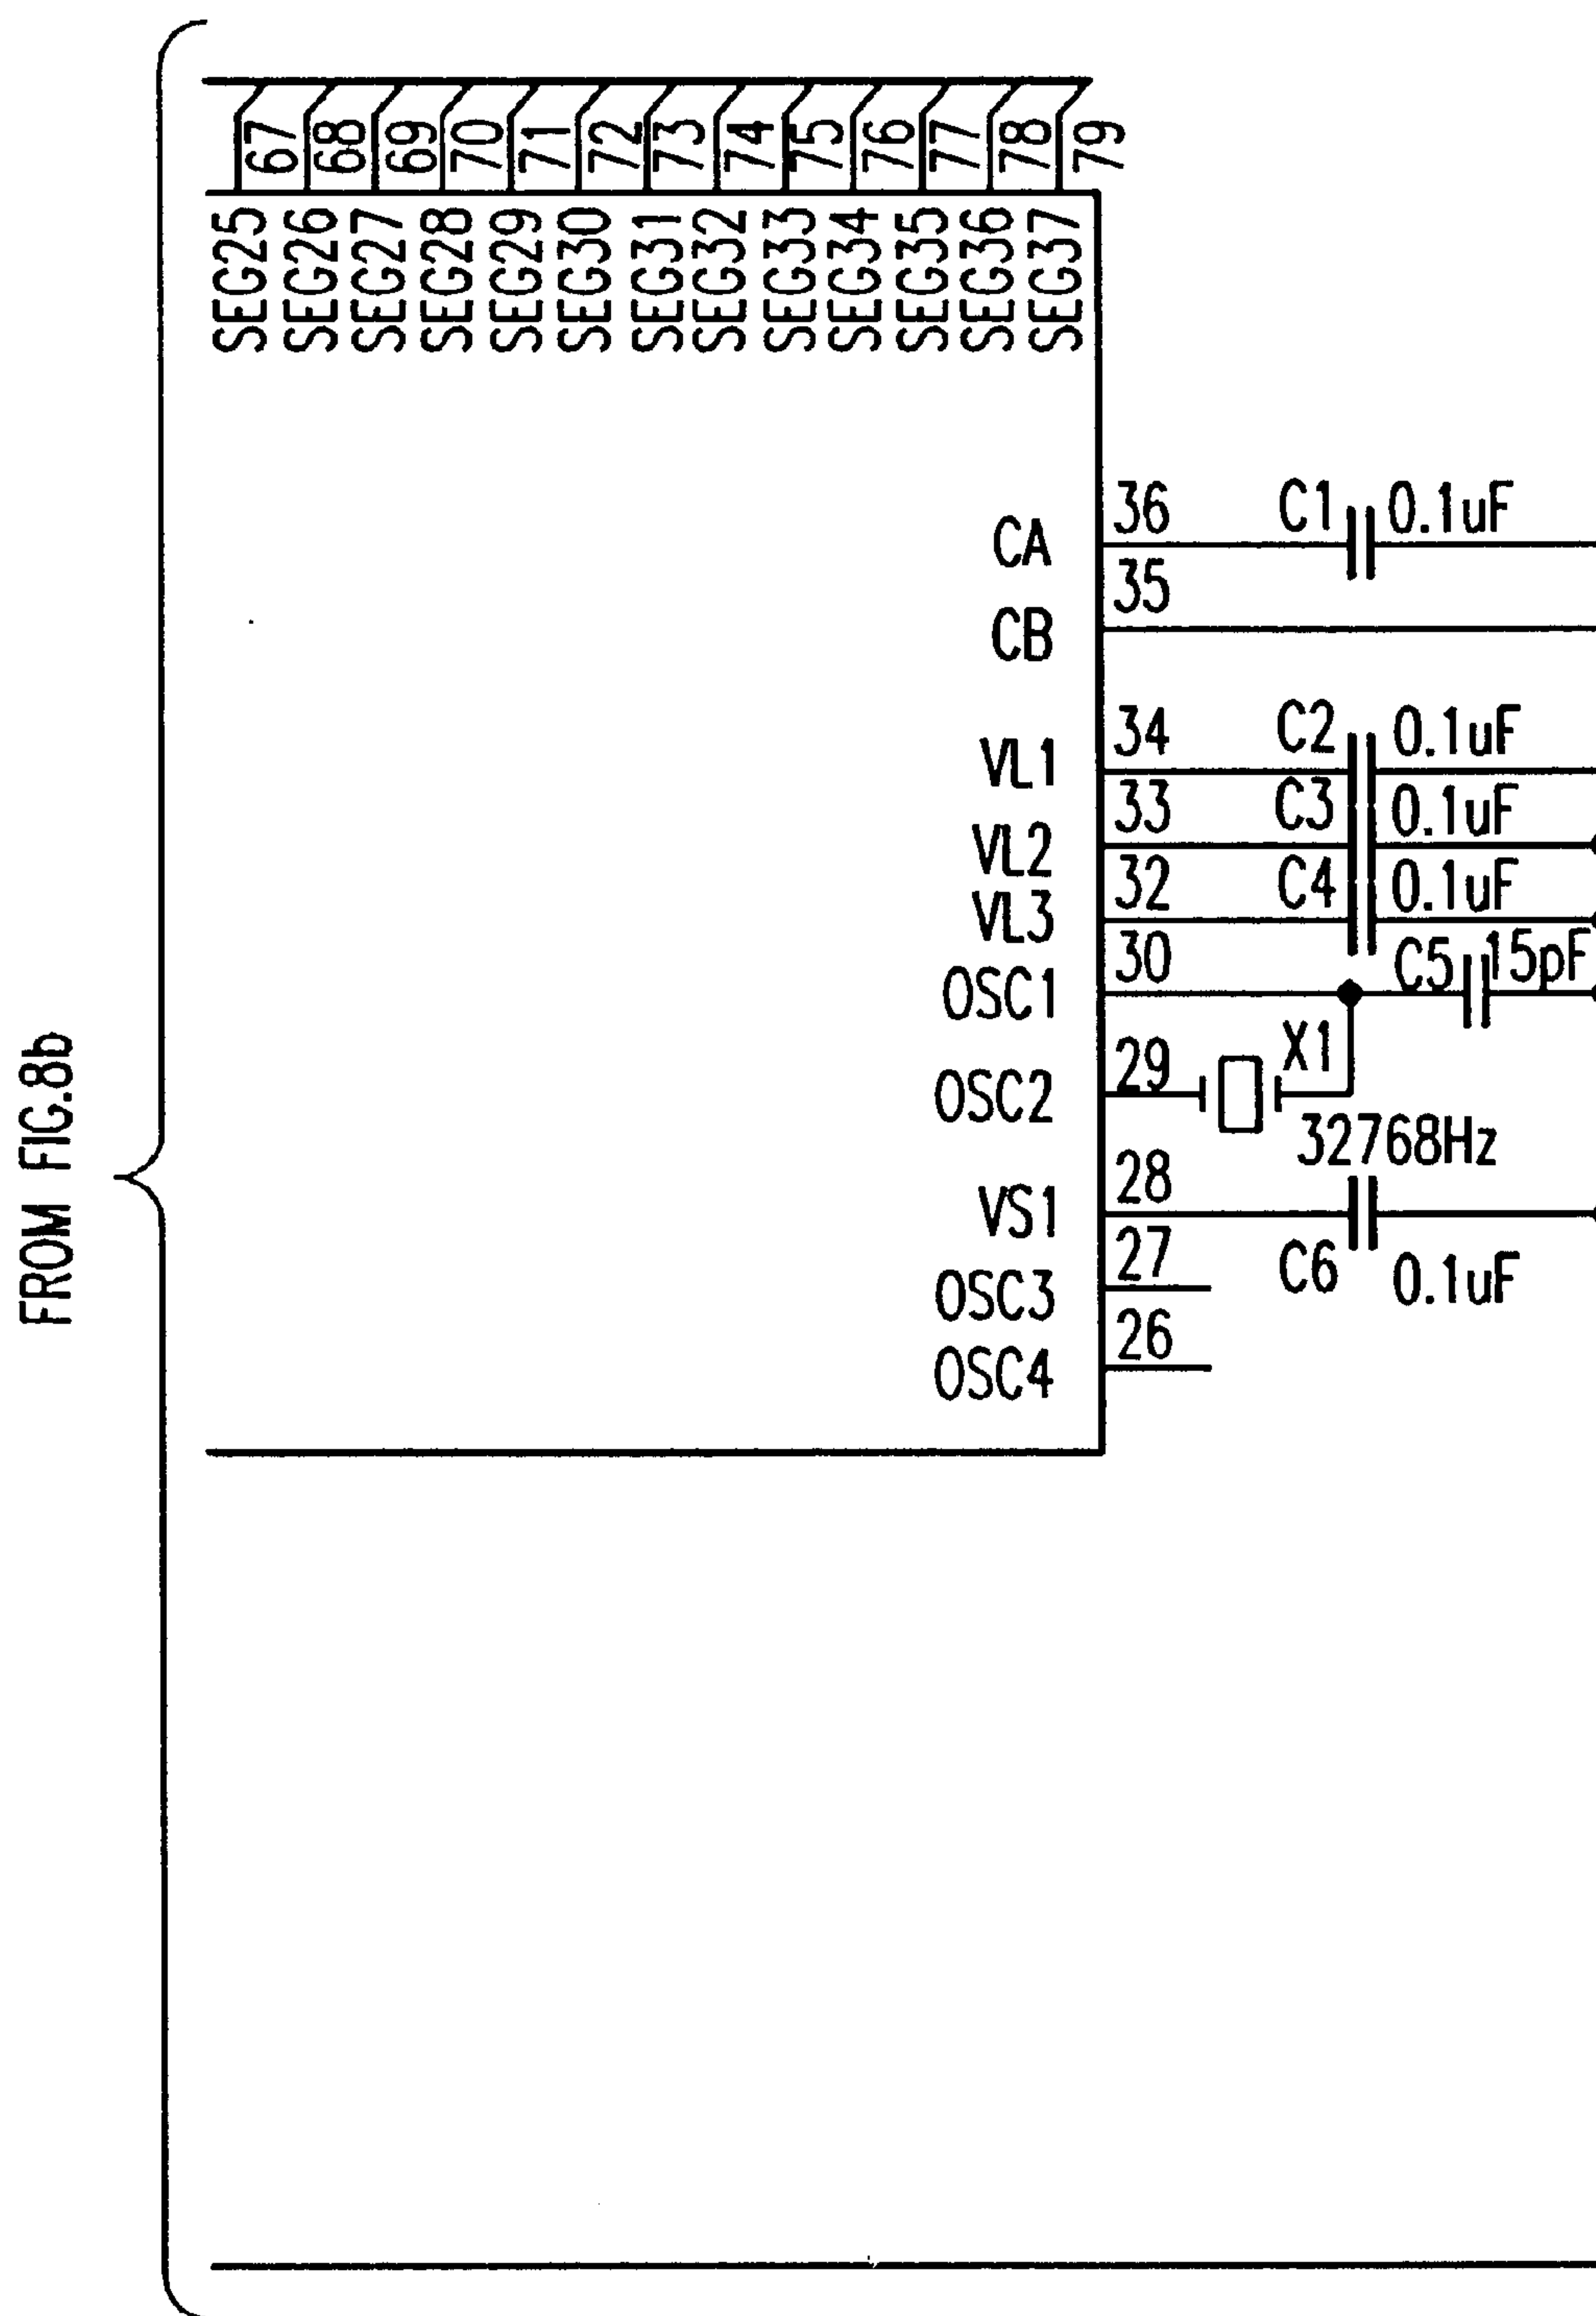 67 68 69 70 71 72 73 74 75 76 77 78 79
SEG25 SEG26 SEG27 SEG28 SEG29 SEG30 SEG31 SEG32 SEG33 SEG34 SEG35 SEG36 SEG37
CA 36 C1 0.1uF
CB 35
VL1 34 C2 0.1uF
VL2 33 C3 0.1uF
VL3 32 C4 0.1uF
OSC1 30 C5 15pF
OSC2 29 X1
32768Hz
VS1 28
C6 0.1uF
OSC3 27
OSC4 26
FROM FIG.8b